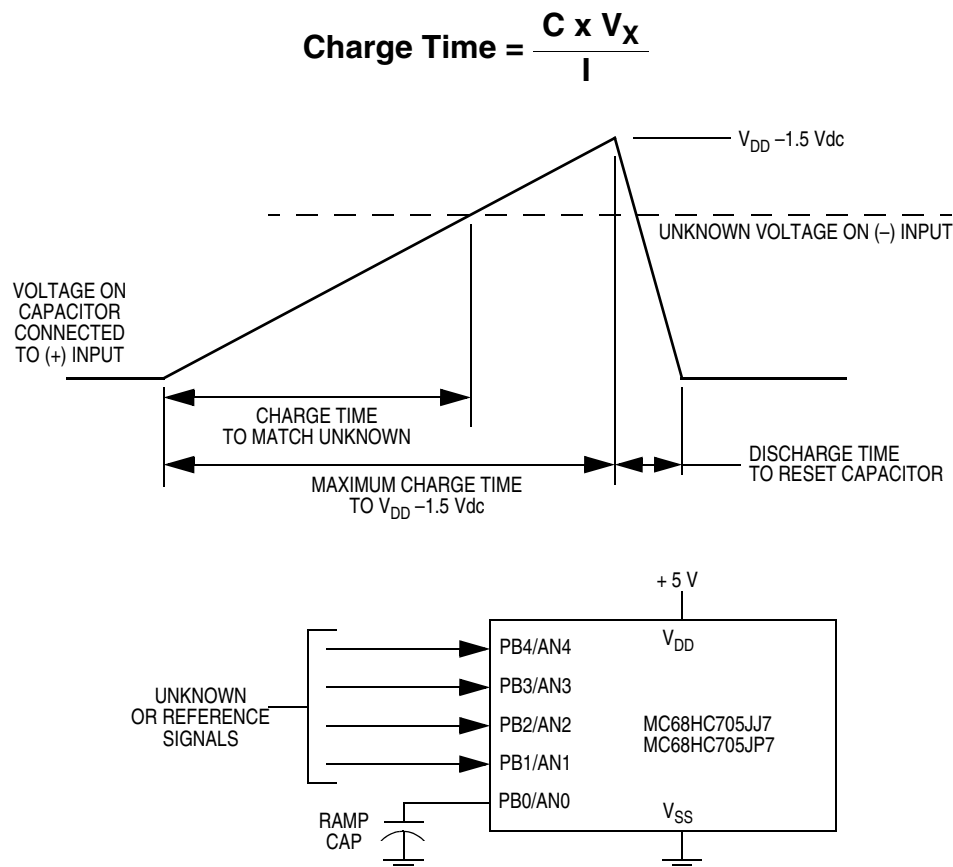 Charge Time = C x VX / I
VDD –1.5 Vdc
UNKNOWN VOLTAGE ON (–) INPUT
VOLTAGE ON
CAPACITOR
CONNECTED
TO (+) INPUT
CHARGE TIME
TO MATCH UNKNOWN
MAXIMUM CHARGE TIME
TO VDD –1.5 Vdc
DISCHARGE TIME
TO RESET CAPACITOR
+ 5 V
VDD
PB4/AN4
PB3/AN3
PB2/AN2
PB1/AN1
PB0/AN0
UNKNOWN
OR REFERENCE
SIGNALS
MC68HC705JJ7
MC68HC705JP7
VSS
RAMP
CAP